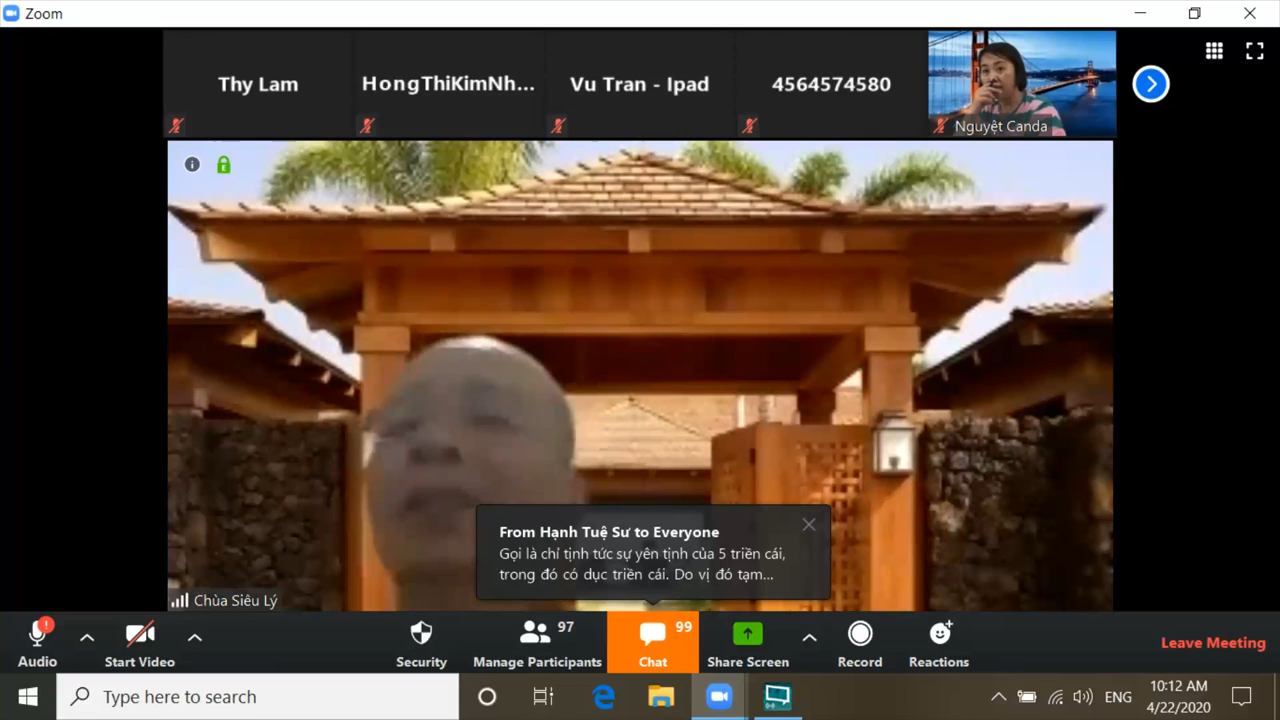 Zoom
Thy Lam
HongThiKimNh...
Vu Tran - Ipad
4564574580
Nguyệt Canda
From Hạnh Tuệ Sư to Everyone
Gọi là chỉ tịnh tức sự yên tịnh của 5 triền cái,
trong đó có dục triền cái. Do vị đó tạm...
Chùa Siêu Lý
97
99
Audio
Start Video
Security
Manage Participants
Chat
Share Screen
Record
Reactions
Leave Meeting
Type here to search
ENG
10:12 AM
4/22/2020